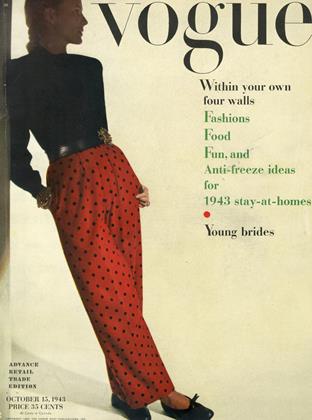 vogue
Within your own
four walls
Fashions
Food
Fun, and
Anti-freeze ideas
for
1943 stay-at-homes
Young brides
ADVANCE
RETAIL
TRADE
EDITION
OCTOBER 15, 1943
PRICE 35 CENTS